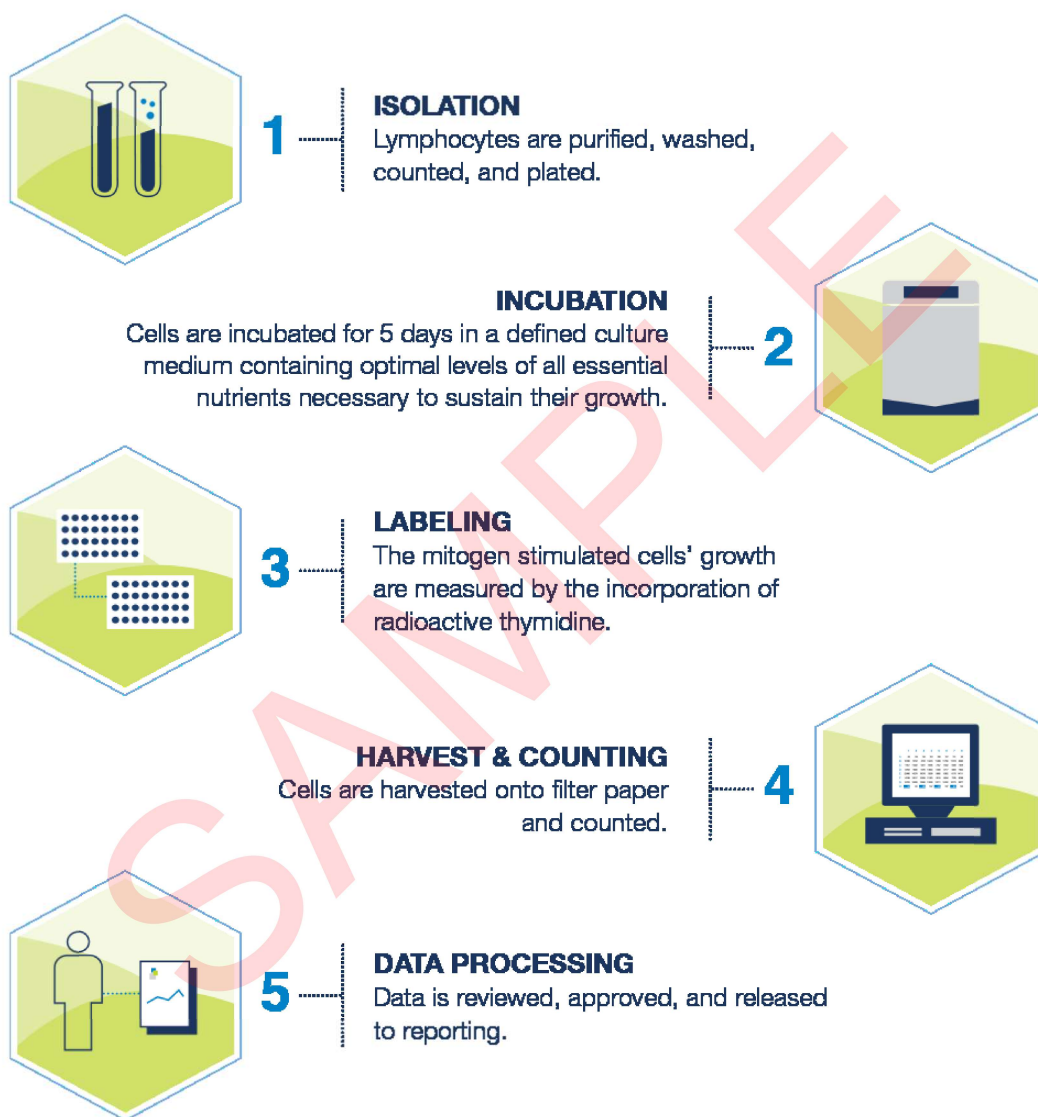 1
ISOLATION
Lymphocytes are purified, washed,
counted, and plated.
INCUBATION
Cells are incubated for 5 days in a defined culture
medium containing optimal levels of all essential
nutrients necessary to sustain their growth.
2
3
LABELING
The mitogen stimulated cells’ growth
are measured by the incorporation of
radioactive thymidine.
HARVEST & COUNTING
Cells are harvested onto filter paper
and counted.
4
5
DATA PROCESSING
Data is reviewed, approved, and released
to reporting.
SAMPLE